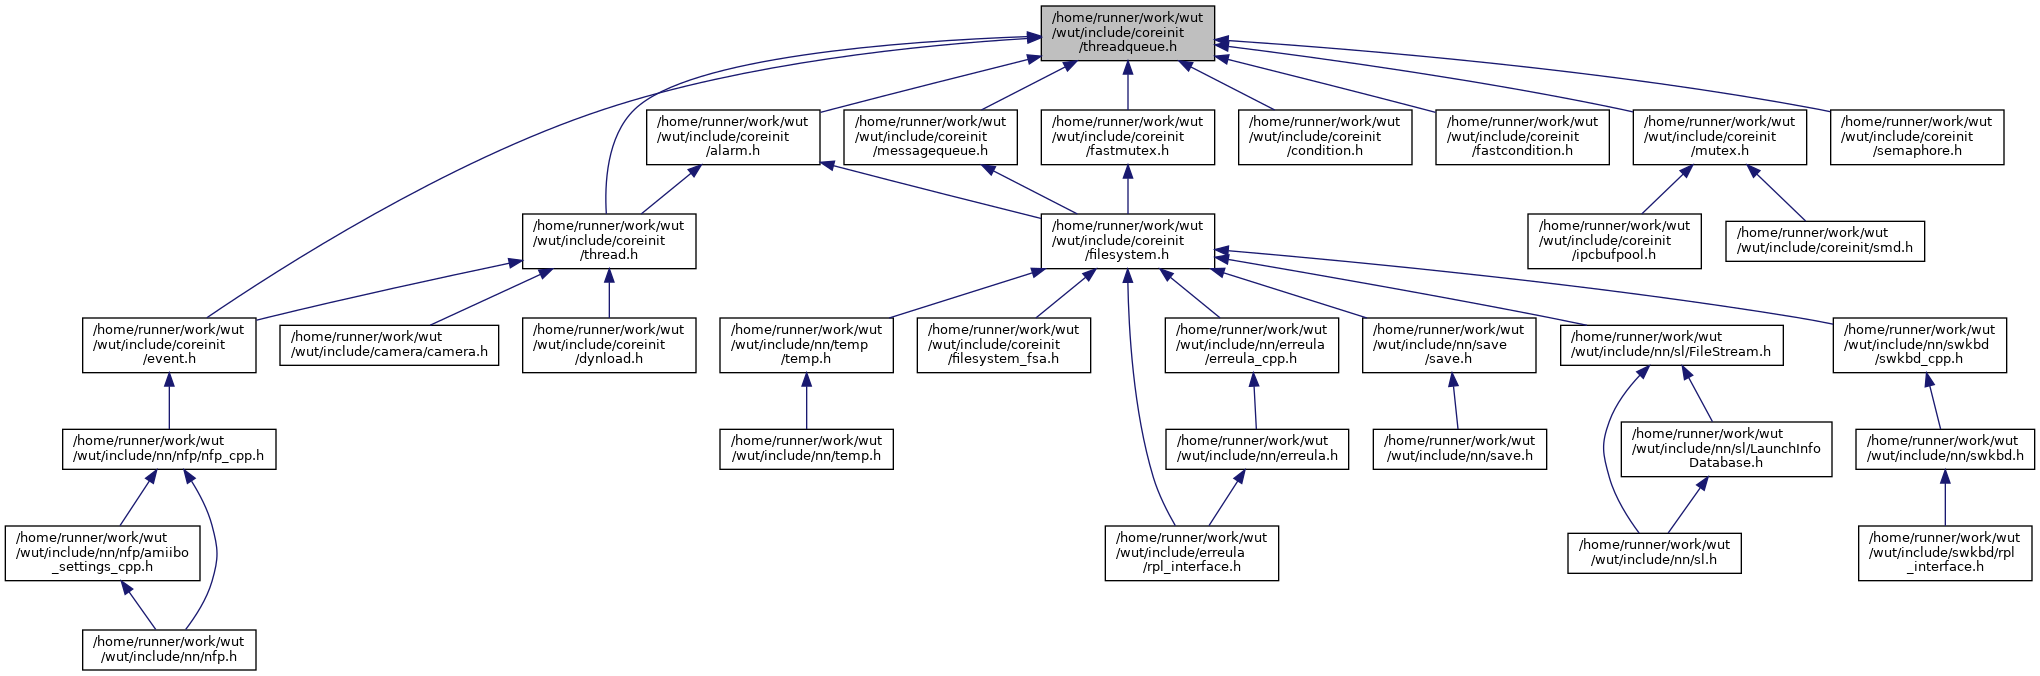 /home/runner/work/wut
/wut/include/coreinit
/threadqueue.h
/home/runner/work/wut
/wut/include/coreinit
/alarm.h
/home/runner/work/wut
/wut/include/coreinit
/messagequeue.h
/home/runner/work/wut
/wut/include/coreinit
/fastmutex.h
/home/runner/work/wut
/wut/include/coreinit
/condition.h
/home/runner/work/wut
/wut/include/coreinit
/fastcondition.h
/home/runner/work/wut
/wut/include/coreinit
/mutex.h
/home/runner/work/wut
/wut/include/coreinit
/semaphore.h
/home/runner/work/wut
/wut/include/coreinit
/thread.h
/home/runner/work/wut
/wut/include/coreinit
/filesystem.h
/home/runner/work/wut
/wut/include/coreinit
/ipcbufpool.h
/home/runner/work/wut
/wut/include/coreinit/smd.h
/home/runner/work/wut
/wut/include/coreinit
/event.h
/home/runner/work/wut
/wut/include/camera/camera.h
/home/runner/work/wut
/wut/include/coreinit
/dynload.h
/home/runner/work/wut
/wut/include/nn/temp
/temp.h
/home/runner/work/wut
/wut/include/coreinit
/filesystem_fsa.h
/home/runner/work/wut
/wut/include/nn/erreula
/erreula_cpp.h
/home/runner/work/wut
/wut/include/nn/save
/save.h
/home/runner/work/wut
/wut/include/nn/sl/FileStream.h
/home/runner/work/wut
/wut/include/nn/swkbd
/swkbd_cpp.h
/home/runner/work/wut
/wut/include/nn/nfp/nfp_cpp.h
/home/runner/work/wut
/wut/include/nn/temp.h
/home/runner/work/wut
/wut/include/nn/erreula.h
/home/runner/work/wut
/wut/include/nn/save.h
/home/runner/work/wut
/wut/include/nn/sl/LaunchInfo
Database.h
/home/runner/work/wut
/wut/include/nn/swkbd.h
/home/runner/work/wut
/wut/include/nn/nfp/amiibo
_settings_cpp.h
/home/runner/work/wut
/wut/include/erreula
/rpl_interface.h
/home/runner/work/wut
/wut/include/nn/sl.h
/home/runner/work/wut
/wut/include/swkbd/rpl
_interface.h
/home/runner/work/wut
/wut/include/nn/nfp.h